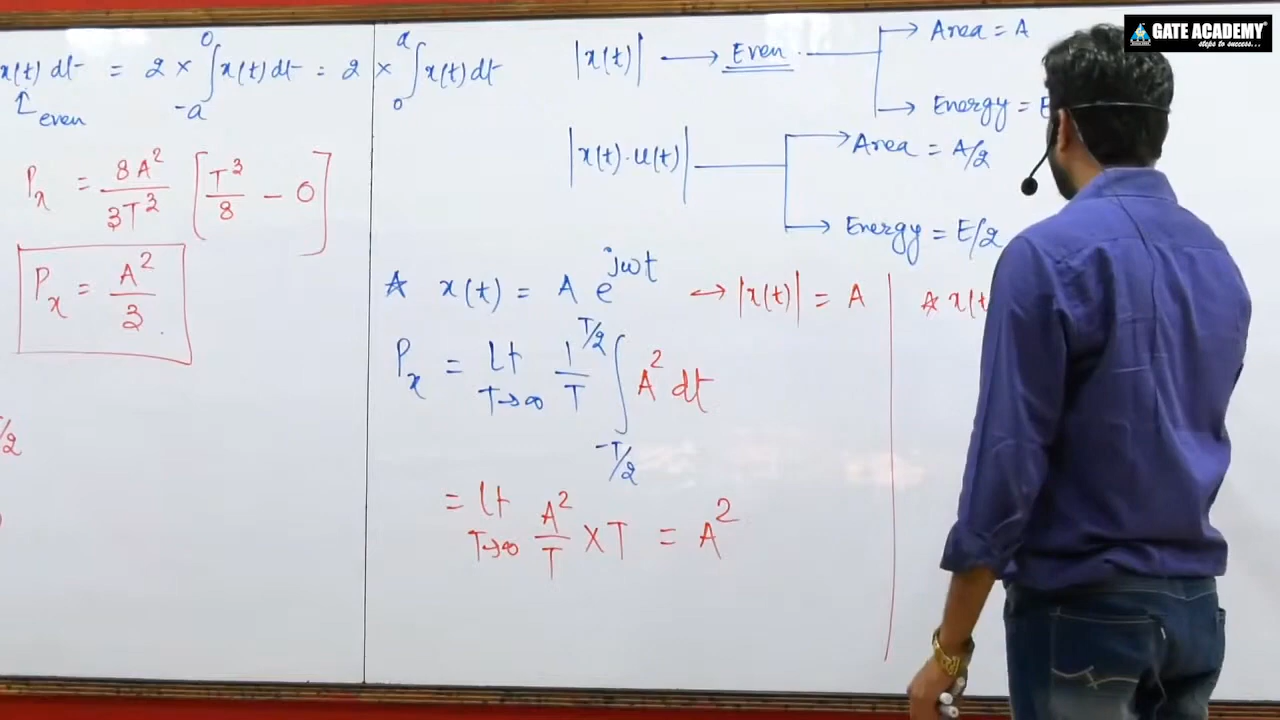 x(t) dt = 2 × ∫_{-a}^{0} x(t) dt = 2 × ∫_{0}^{a} x(t) dt
↑ even
P_x = 8A²/3T³ [T³/8 − 0]
P_x = A²/3
/2
|x(t)| → Even → Area = A
→ Energy = E
|x(t)·u(t)| → Area = A/2
→ Energy = E/2
☆ x(t) = A e^{jωt} ↔ |x(t)| = A
P_x = Lt_{T→∞} 1/T ∫_{-T/2}^{T/2} A² dt
= Lt_{T→∞} A²/T × T = A²
☆ x(t
GATE ACADEMY
steps to success...